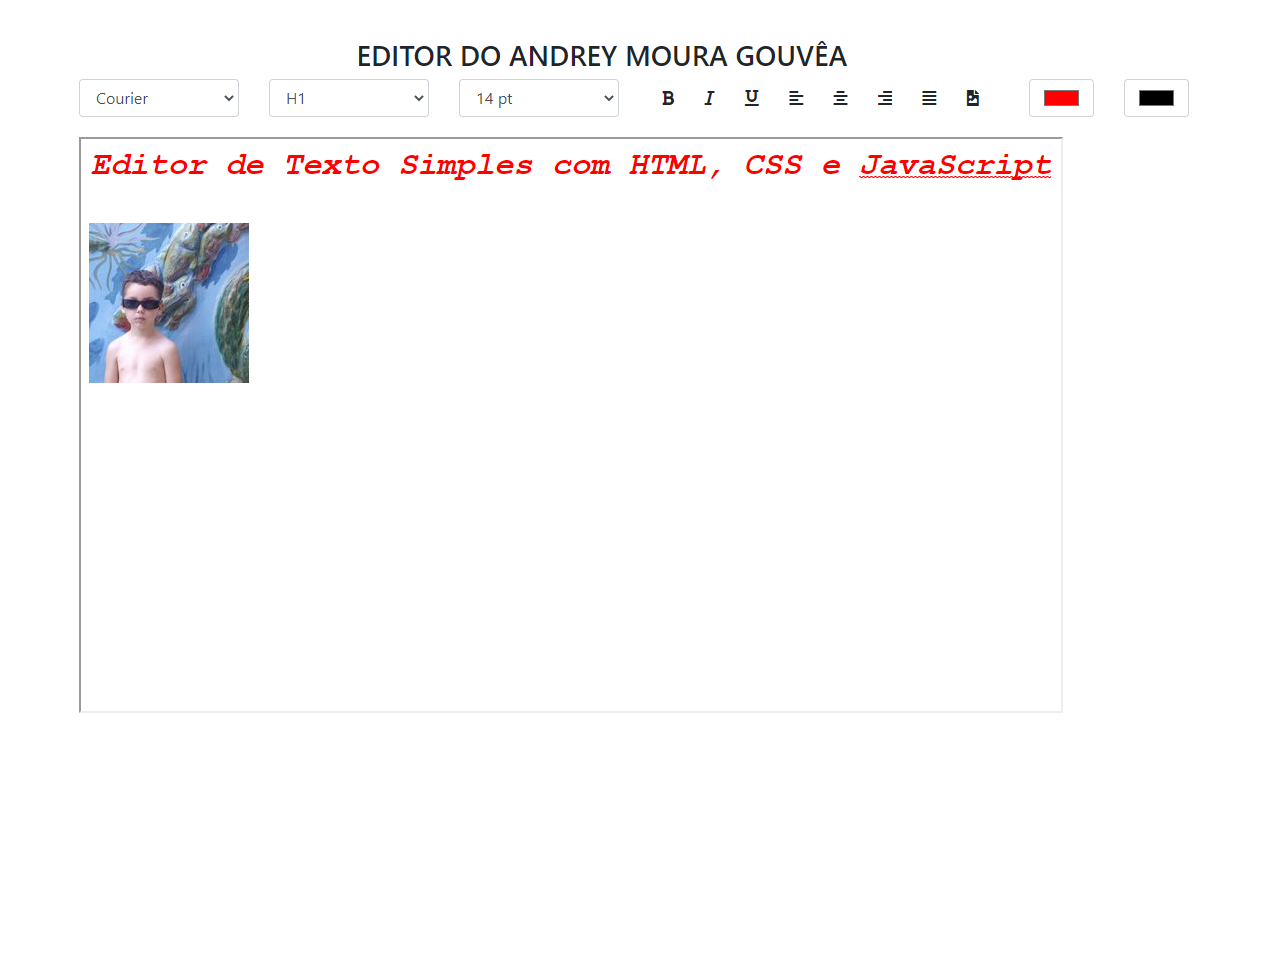 EDITOR DO ANDREY MOURA GOUVÊA
Courier H1 14 pt B I U
Editor de Texto Simples com HTML, CSS e JavaScript